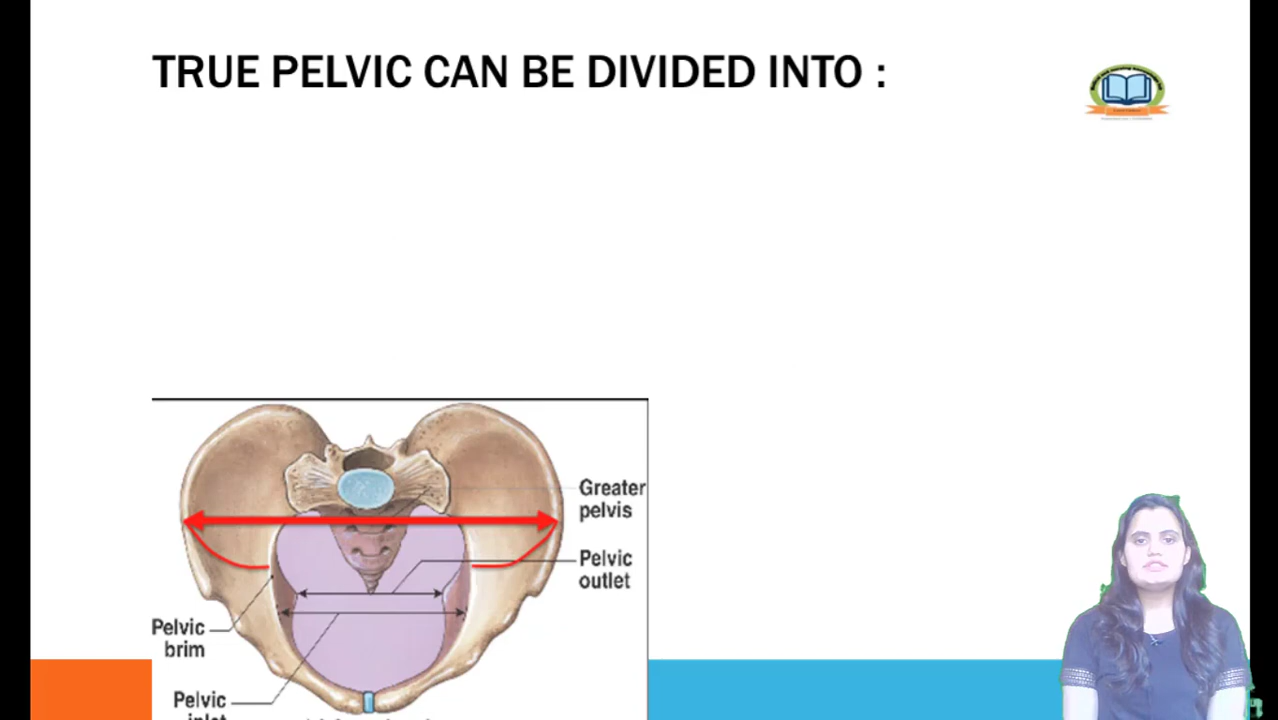 TRUE PELVIC CAN BE DIVIDED INTO :
Greater
pelvis
Pelvic
outlet
Pelvic
brim
Pelvic